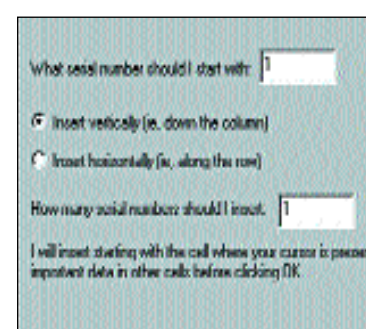 What serial number should I start with: 1
Insert vertically (ie. down the column)
Insert horizontally (ie, along the row)
How many serial numbers should I insert. 1
I will insert starting with the cell where your cursor is
important data in other cells before clicking OK